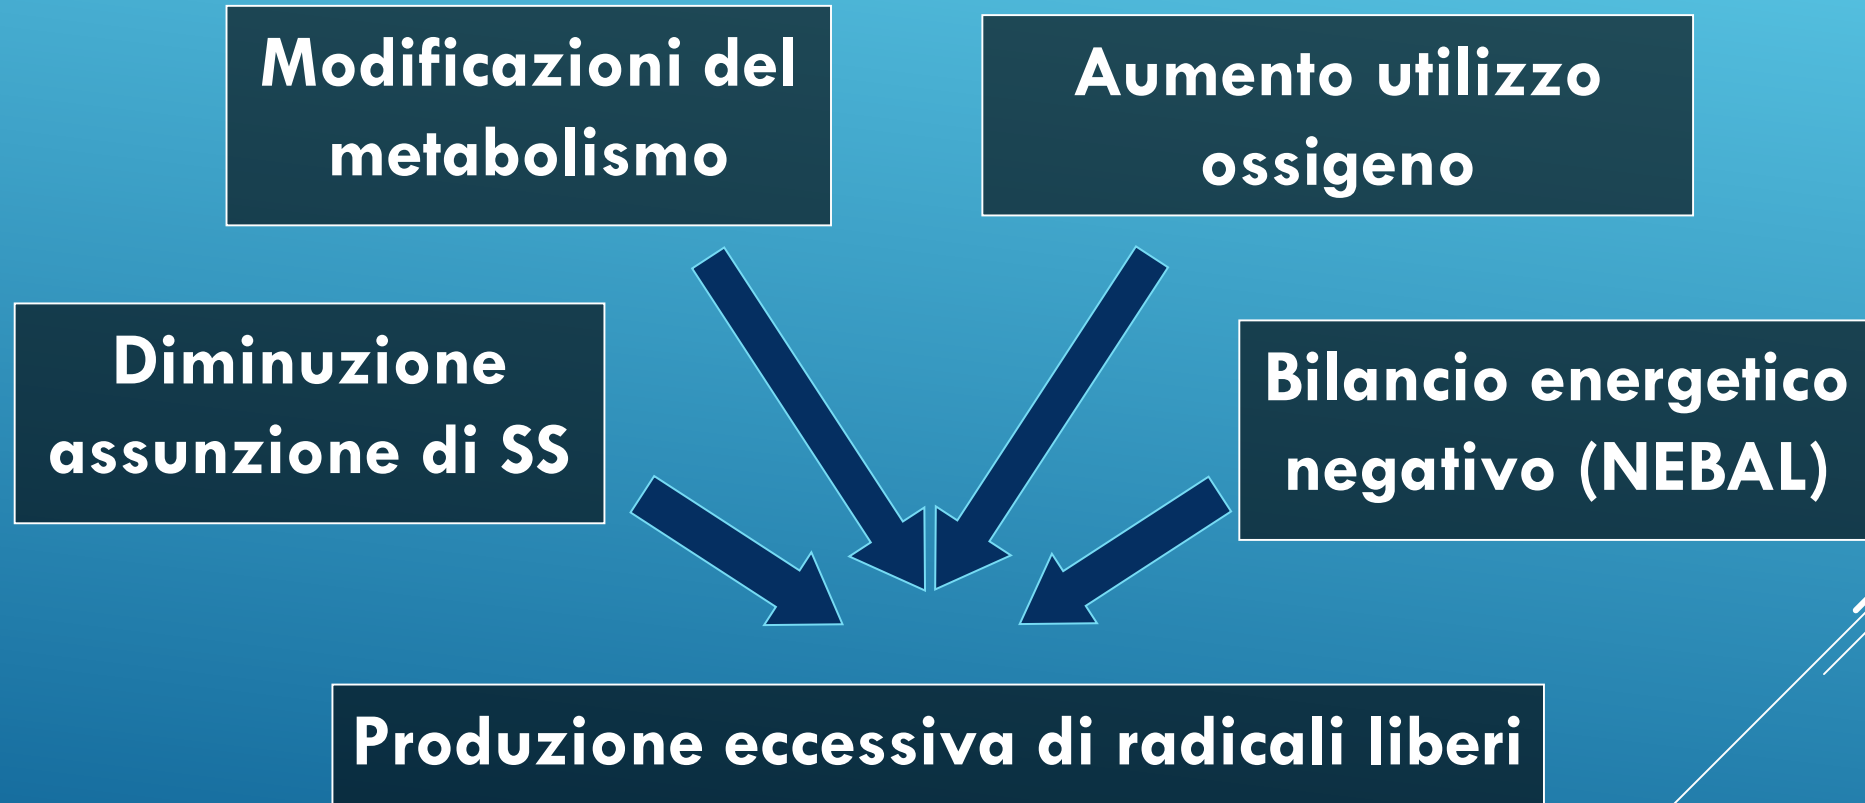 Modificazioni del
metabolismo
Aumento utilizzo
ossigeno
Diminuzione
assunzione di SS
Bilancio energetico
negativo (NEBAL)
Produzione eccessiva di radicali liberi